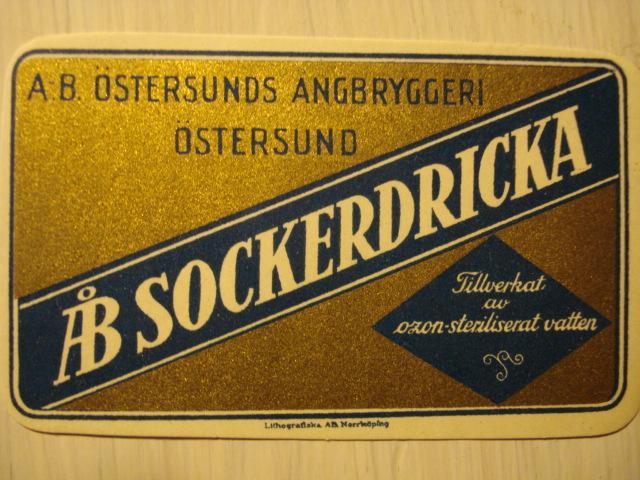 A.B. ÖSTERSUNDS ANGBRYGGERI
ÖSTERSUND
ÅB SOCKERDRICKA
Tillverkat
av
ozon-steriliserat vatten
Lithografiska AB. Norrköping